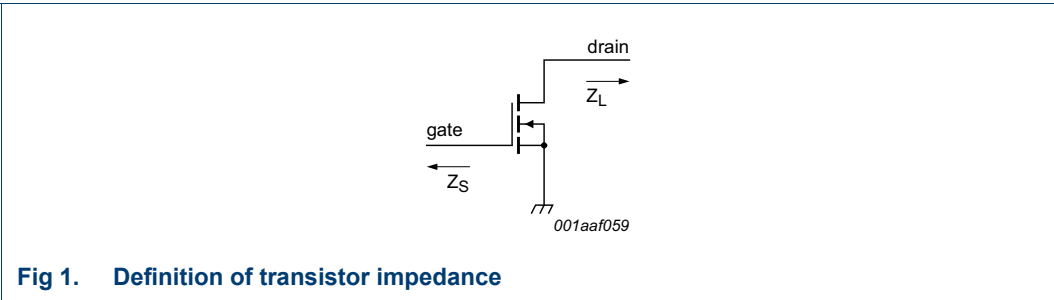 drain
Z_L
gate
Z_S
001aaf059
Fig 1. Definition of transistor impedance